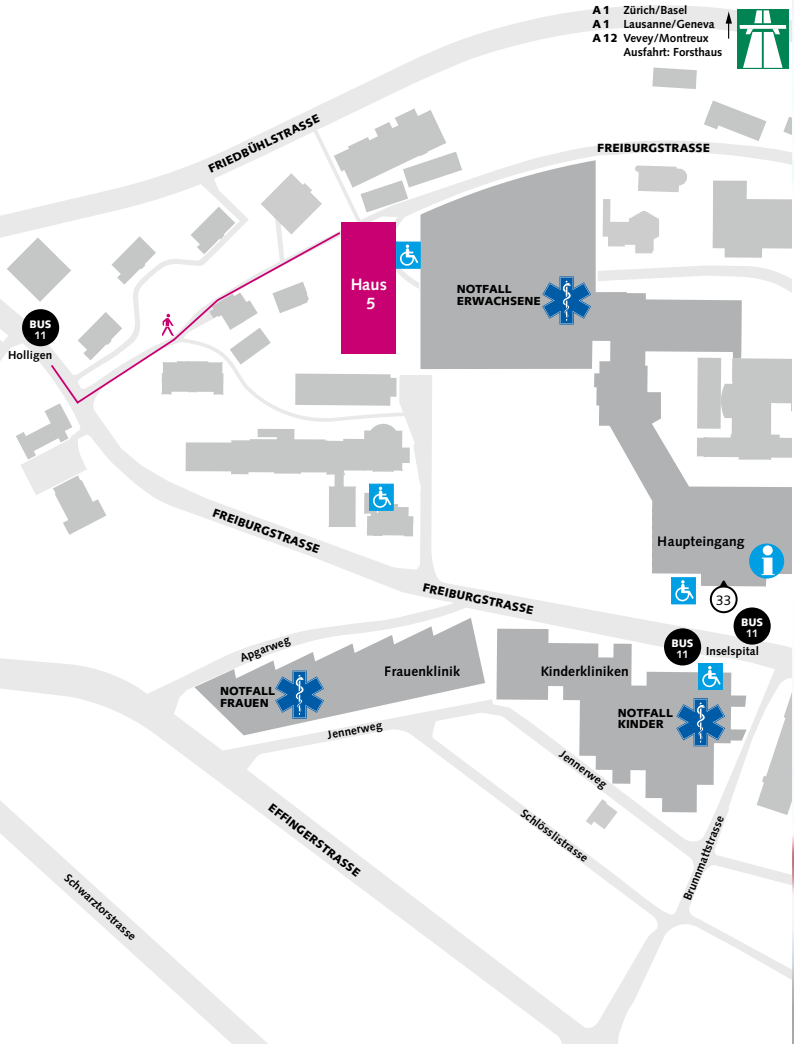 A 1 Zürich/Basel
A 1 Lausanne/Geneva
A 12 Vevey/Montreux
Ausfahrt: Forsthaus
FRIEDBÜHLSTRASSE
FREIBURGSTRASSE
Haus
5
NOTFALL
ERWACHSENE
BUS
11
Holligen
FREIBURGSTRASSE
Haupteingang
i
33
FREIBURGSTRASSE
BUS
11
BUS
11
Inselspital
Apgarweg
Frauenklinik
Kinderkliniken
NOTFALL
FRAUEN
NOTFALL
KINDER
Jennerweg
Jennerweg
EFFINGERSTRASSE
Schlösslistrasse
Brunnmattstrasse
Schwarztorstrasse